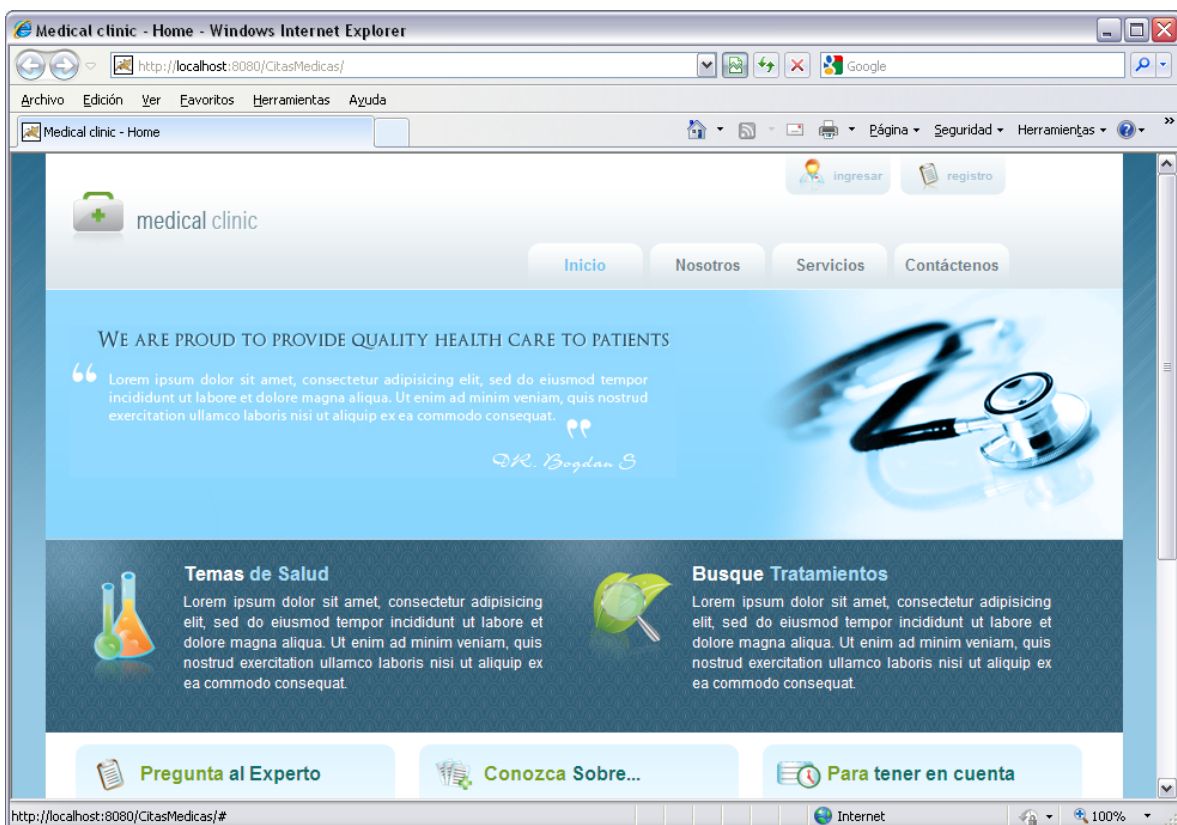 Medical clinic - Home - Windows Internet Explorer
http://localhost:8080/CitasMedicas/
Google
Archivo Edición Ver Favoritos Herramientas Ayuda
Medical clinic - Home
Página Seguridad Herramientas
ingresar registro
medical clinic
Inicio Nosotros Servicios Contáctenos
WE ARE PROUD TO PROVIDE QUALITY HEALTH CARE TO PATIENTS
“ Lorem ipsum dolor sit amet, consectetur adipisicing elit, sed do eiusmod tempor
incididunt ut labore et dolore magna aliqua. Ut enim ad minim veniam, quis nostrud
exercitation ullamco laboris nisi ut aliquip ex ea commodo consequat. ”
DR. Bogdan S
Temas de Salud
Lorem ipsum dolor sit amet, consectetur adipisicing
elit, sed do eiusmod tempor incididunt ut labore et
dolore magna aliqua. Ut enim ad minim veniam, quis
nostrud exercitation ullamco laboris nisi ut aliquip ex
ea commodo consequat.
Busque Tratamientos
Lorem ipsum dolor sit amet, consectetur adipisicing
elit, sed do eiusmod tempor incididunt ut labore et
dolore magna aliqua. Ut enim ad minim veniam, quis
nostrud exercitation ullamco laboris nisi ut aliquip ex
ea commodo consequat.
Pregunta al Experto
Conozca Sobre...
Para tener en cuenta
http://localhost:8080/CitasMedicas/# Internet 100%